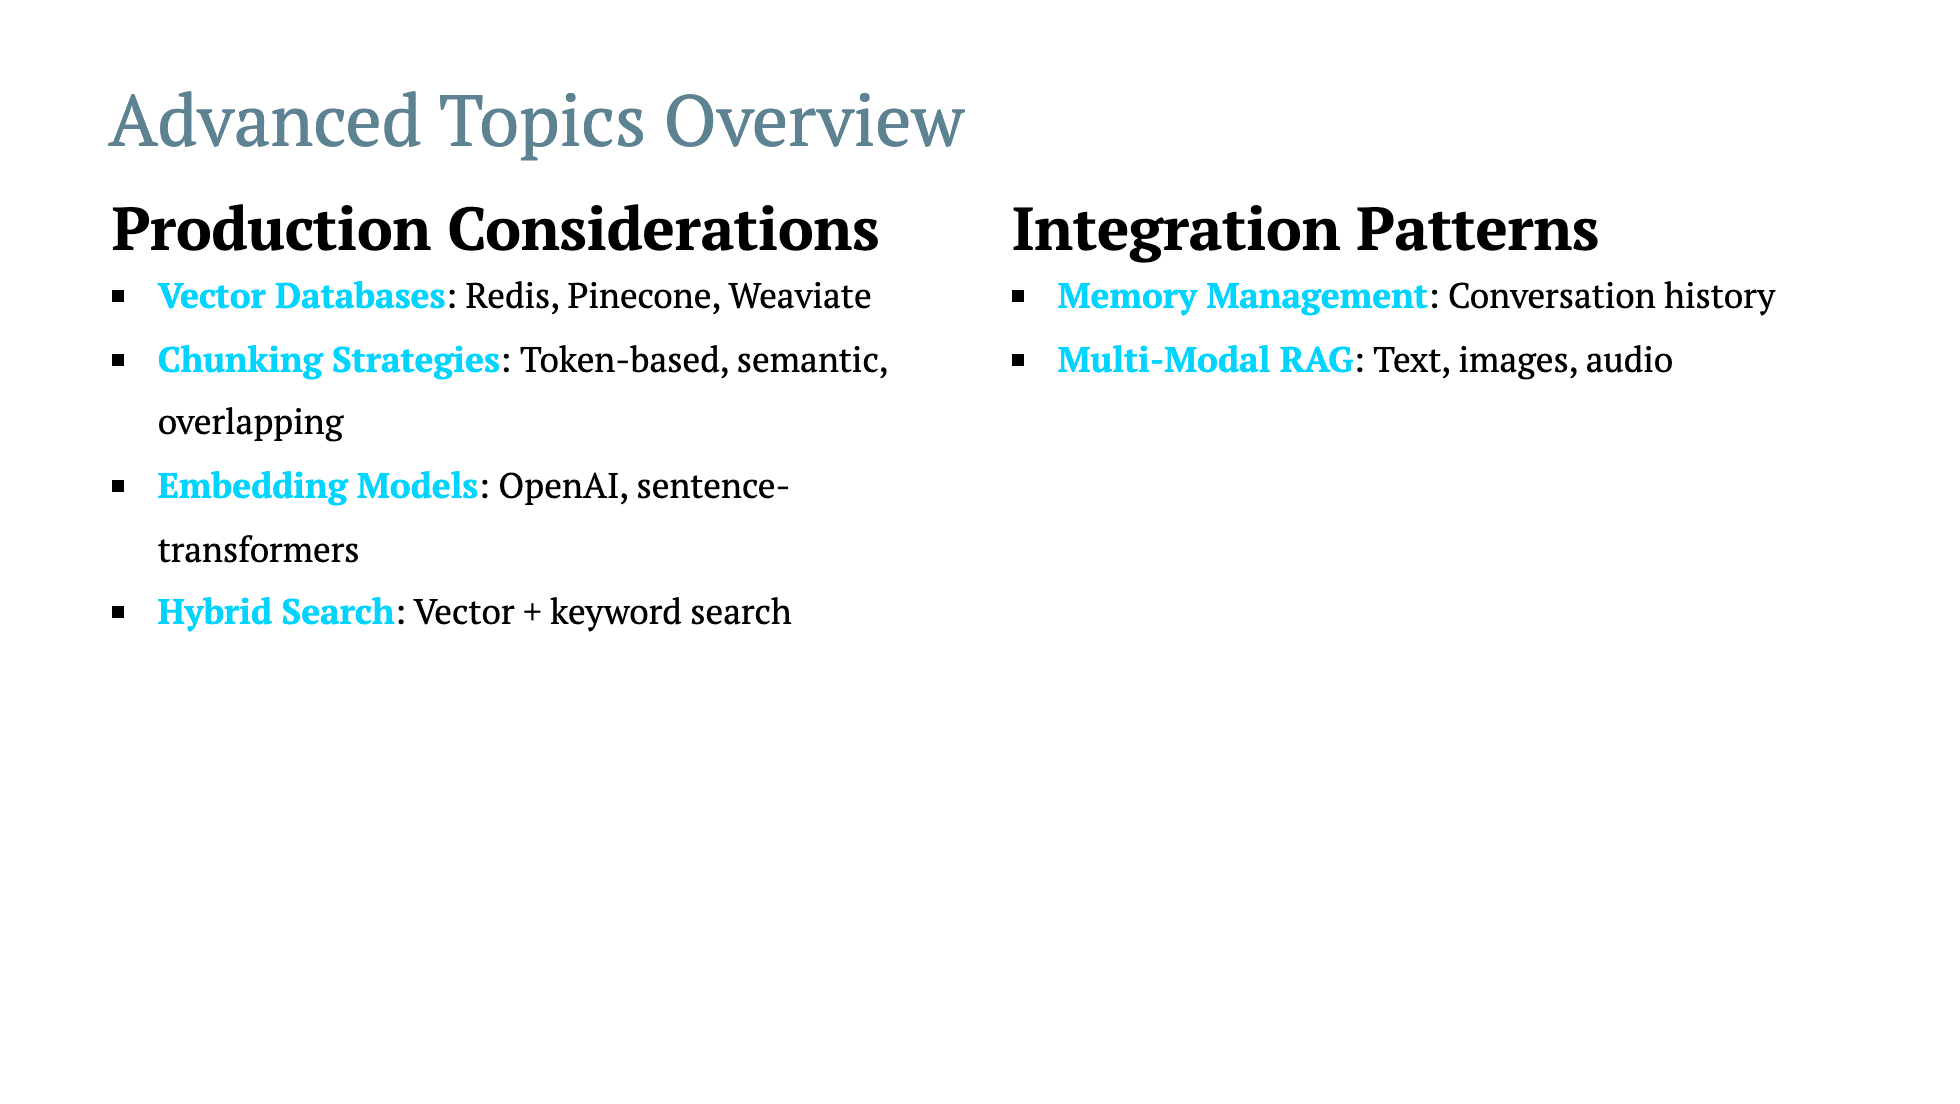 Advanced Topics Overview
Production Considerations
▪ Vector Databases: Redis, Pinecone, Weaviate
▪ Chunking Strategies: Token-based, semantic,
overlapping
▪ Embedding Models: OpenAI, sentence-
transformers
▪ Hybrid Search: Vector + keyword search
Integration Patterns
▪ Memory Management: Conversation history
▪ Multi-Modal RAG: Text, images, audio